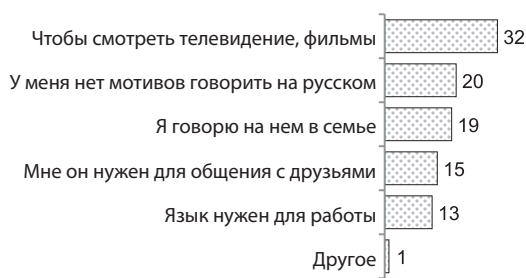 Чтобы смотреть телевидение, фильмы 32
У меня нет мотивов говорить на русском 20
Я говорю на нем в семье 19
Мне он нужен для общения с друзьями 15
Язык нужен для работы 13
Другое 1